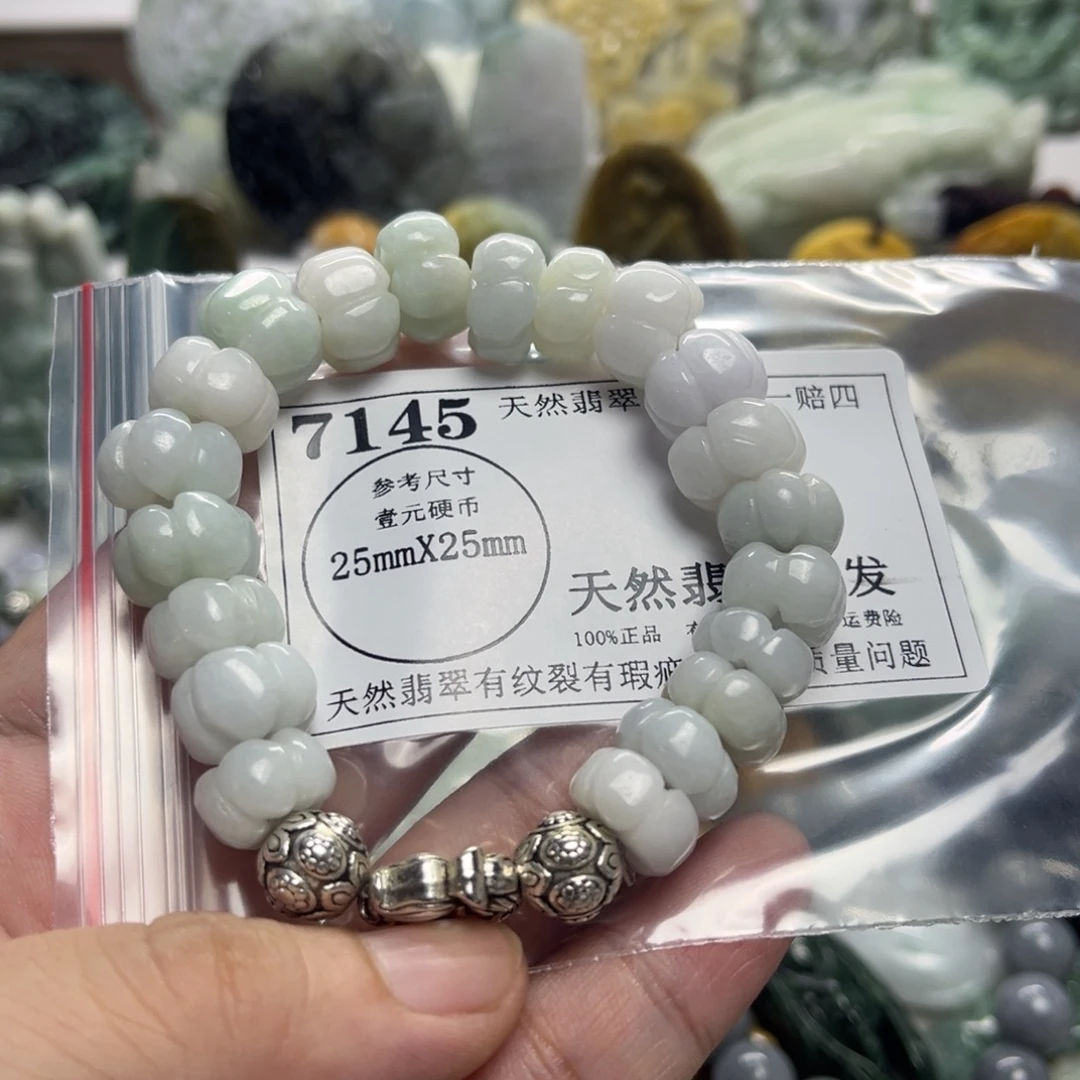 7145 天然翡翠 一赔四
参考尺寸
壹元硬币
25mmX25mm
天然翡 发
100%正品 运费险
天然翡翠有纹裂有瑕疵 质量问题